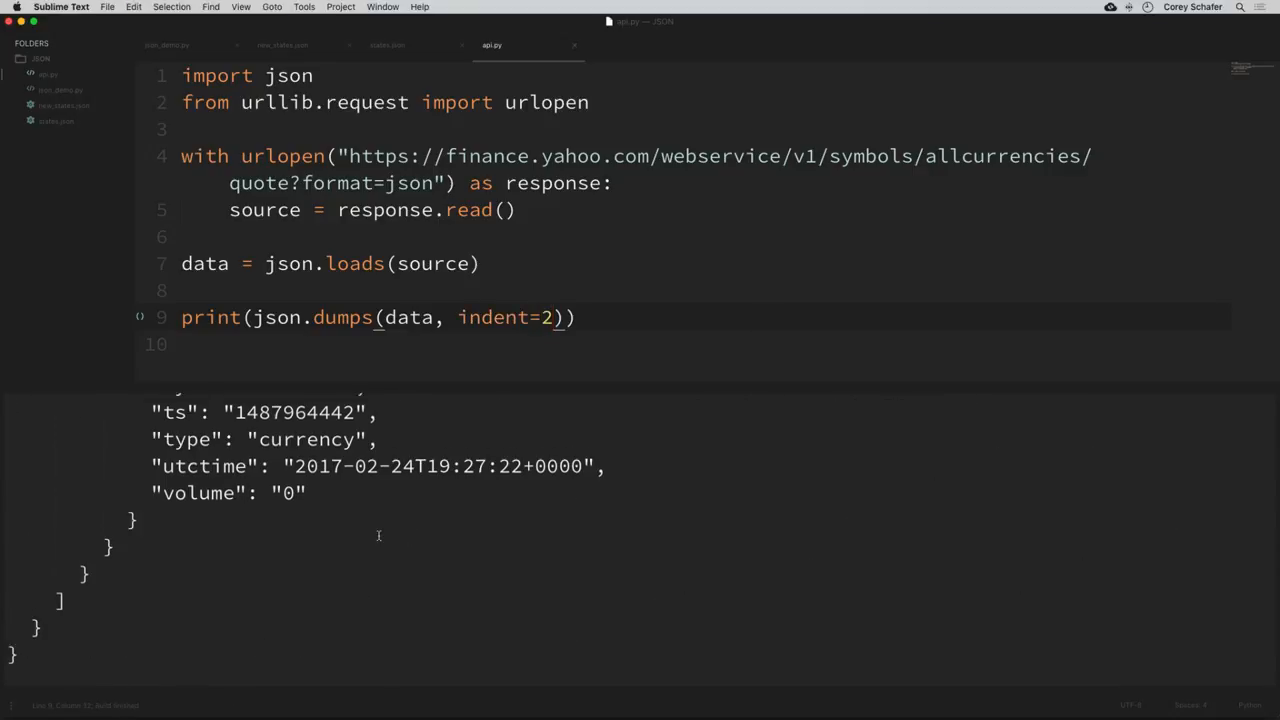 Sublime Text File Edit Selection Find View Goto Tools Project Window Help Corey Schafer
api.py — JSON
FOLDERS
JSON
api.py
json_demo.py
new_states.json
states.json
json_demo.py new_states.json states.json api.py
1 import json
2 from urllib.request import urlopen
3
4 with urlopen("https://finance.yahoo.com/webservice/v1/symbols/allcurrencies/
quote?format=json") as response:
5 source = response.read()
6
7 data = json.loads(source)
8
9 print(json.dumps(data, indent=2))
10
"ts": "1487964442",
"type": "currency",
"utctime": "2017-02-24T19:27:22+0000",
"volume": "0"
}
}
}
]
}
}
Line 9, Column 32; Build finished UTF-8 Spaces: 4 Python